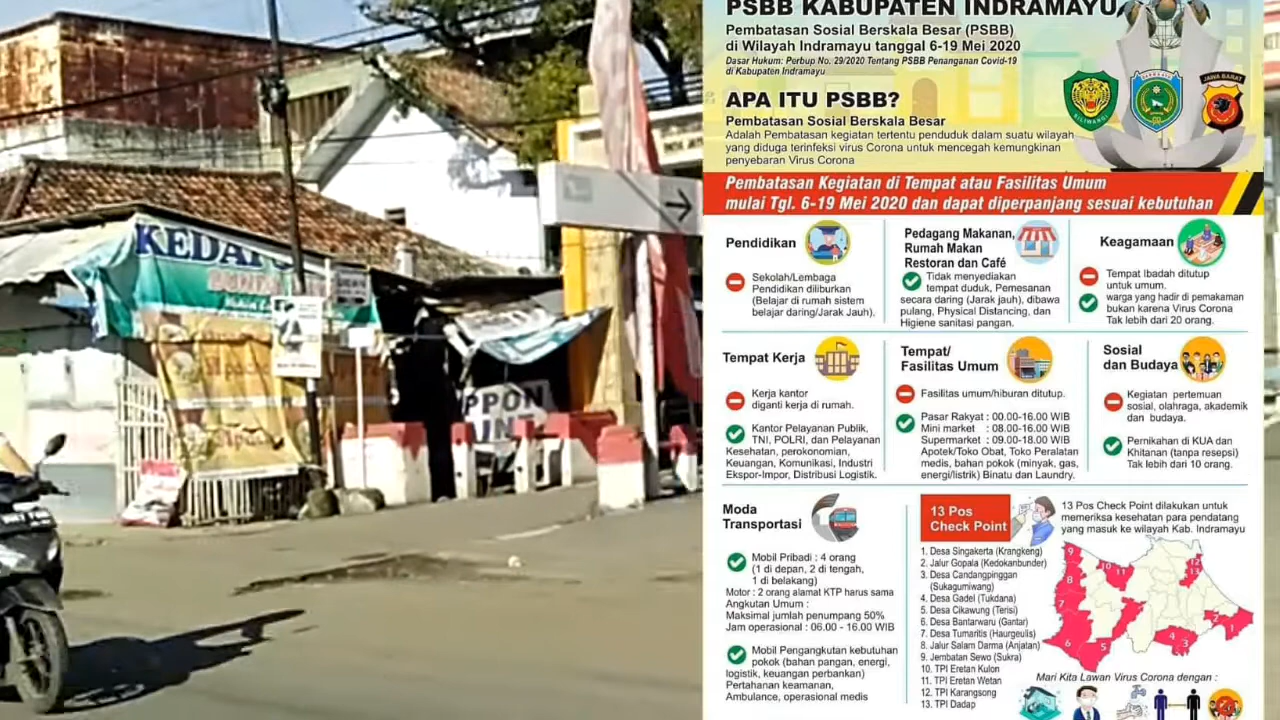 KEDAI
PPON
PSBB KABUPATEN INDRAMAYU
Pembatasan Sosial Berskala Besar (PSBB)
di Wilayah Indramayu tanggal 6-19 Mei 2020
Dasar Hukum: Perbup No. 29/2020 Tentang PSBB Penanganan Covid-19
di Kabupaten Indramayu
SILIWANGI
JAWA BARAT
APA ITU PSBB?
Pembatasan Sosial Berskala Besar
Adalah Pembatasan kegiatan tertentu penduduk dalam suatu wilayah
yang diduga terinfeksi virus Corona untuk mencegah kemungkinan
penyebaran Virus Corona
Pembatasan Kegiatan di Tempat atau Fasilitas Umum
mulai Tgl. 6-19 Mei 2020 dan dapat diperpanjang sesuai kebutuhan
Pendidikan
Sekolah/Lembaga
Pendidikan diliburkan
(Belajar di rumah sistem
belajar daring/Jarak Jauh).
Pedagang Makanan,
Rumah Makan
Restoran dan Café
Tidak menyediakan
tempat duduk, Pemesanan
secara daring (Jarak jauh), dibawa
pulang, Physical Distancing, dan
Higiene sanitasi pangan.
Keagamaan
Tempat Ibadah ditutup
untuk umum.
warga yang hadir di pemakaman
bukan karena Virus Corona
Tak lebih dari 20 orang.
Tempat Kerja
Kerja kantor
diganti kerja di rumah.
Kantor Pelayanan Publik,
TNI, POLRI, dan Pelayanan
Kesehatan, perokonomian,
Keuangan, Komunikasi, Industri
Ekspor-Impor, Distribusi Logistik.
Tempat/
Fasilitas Umum
Fasilitas umum/hiburan ditutup.
Pasar Rakyat : 00.00-16.00 WIB
Mini market : 08.00-16.00 WIB
Supermarket : 09.00-18.00 WIB
Apotek/Toko Obat, Toko Peralatan
medis, bahan pokok (minyak, gas,
energi/listrik) Binatu dan Laundry.
Sosial
dan Budaya
Kegiatan pertemuan
sosial, olahraga, akademik
dan budaya.
Pernikahan di KUA dan
Khitanan (tanpa resepsi)
Tak lebih dari 10 orang.
Moda
Transportasi
Mobil Pribadi : 4 orang
(1 di depan, 2 di tengah,
1 di belakang)
Motor : 2 orang alamat KTP harus sama
Angkutan Umum :
Maksimal jumlah penumpang 50%
Jam operasional : 06.00 - 16.00 WIB
Mobil Pengangkutan kebutuhan
pokok (bahan pangan, energi,
logistik, keuangan perbankan)
Pertahanan keamanan,
Ambulance, operasional medis
13 Pos
Check Point
13 Pos Check Point dilakukan untuk
memeriksa kesehatan para pendatang
yang masuk ke wilayah Kab. Indramayu
1. Desa Singakerta (Krangkeng)
2. Jalur Gopala (Kedokanbunder)
3. Desa Candangpinggan
(Sukagumiwang)
4. Desa Gadel (Tukdana)
5. Desa Cikawung (Terisi)
6. Desa Bantarwaru (Gantar)
7. Desa Tumaritis (Haurgeulis)
8. Jalur Salam Darma (Anjatan)
9. Jembatan Sewo (Sukra)
10. TPI Eretan Kulon
11. TPI Eretan Wetan
12. TPI Karangsong
13. TPI Dadap
9
10
11
12
13
8
7
6
5
4
3
2
1
Mari Kita Lawan Virus Corona dengan :